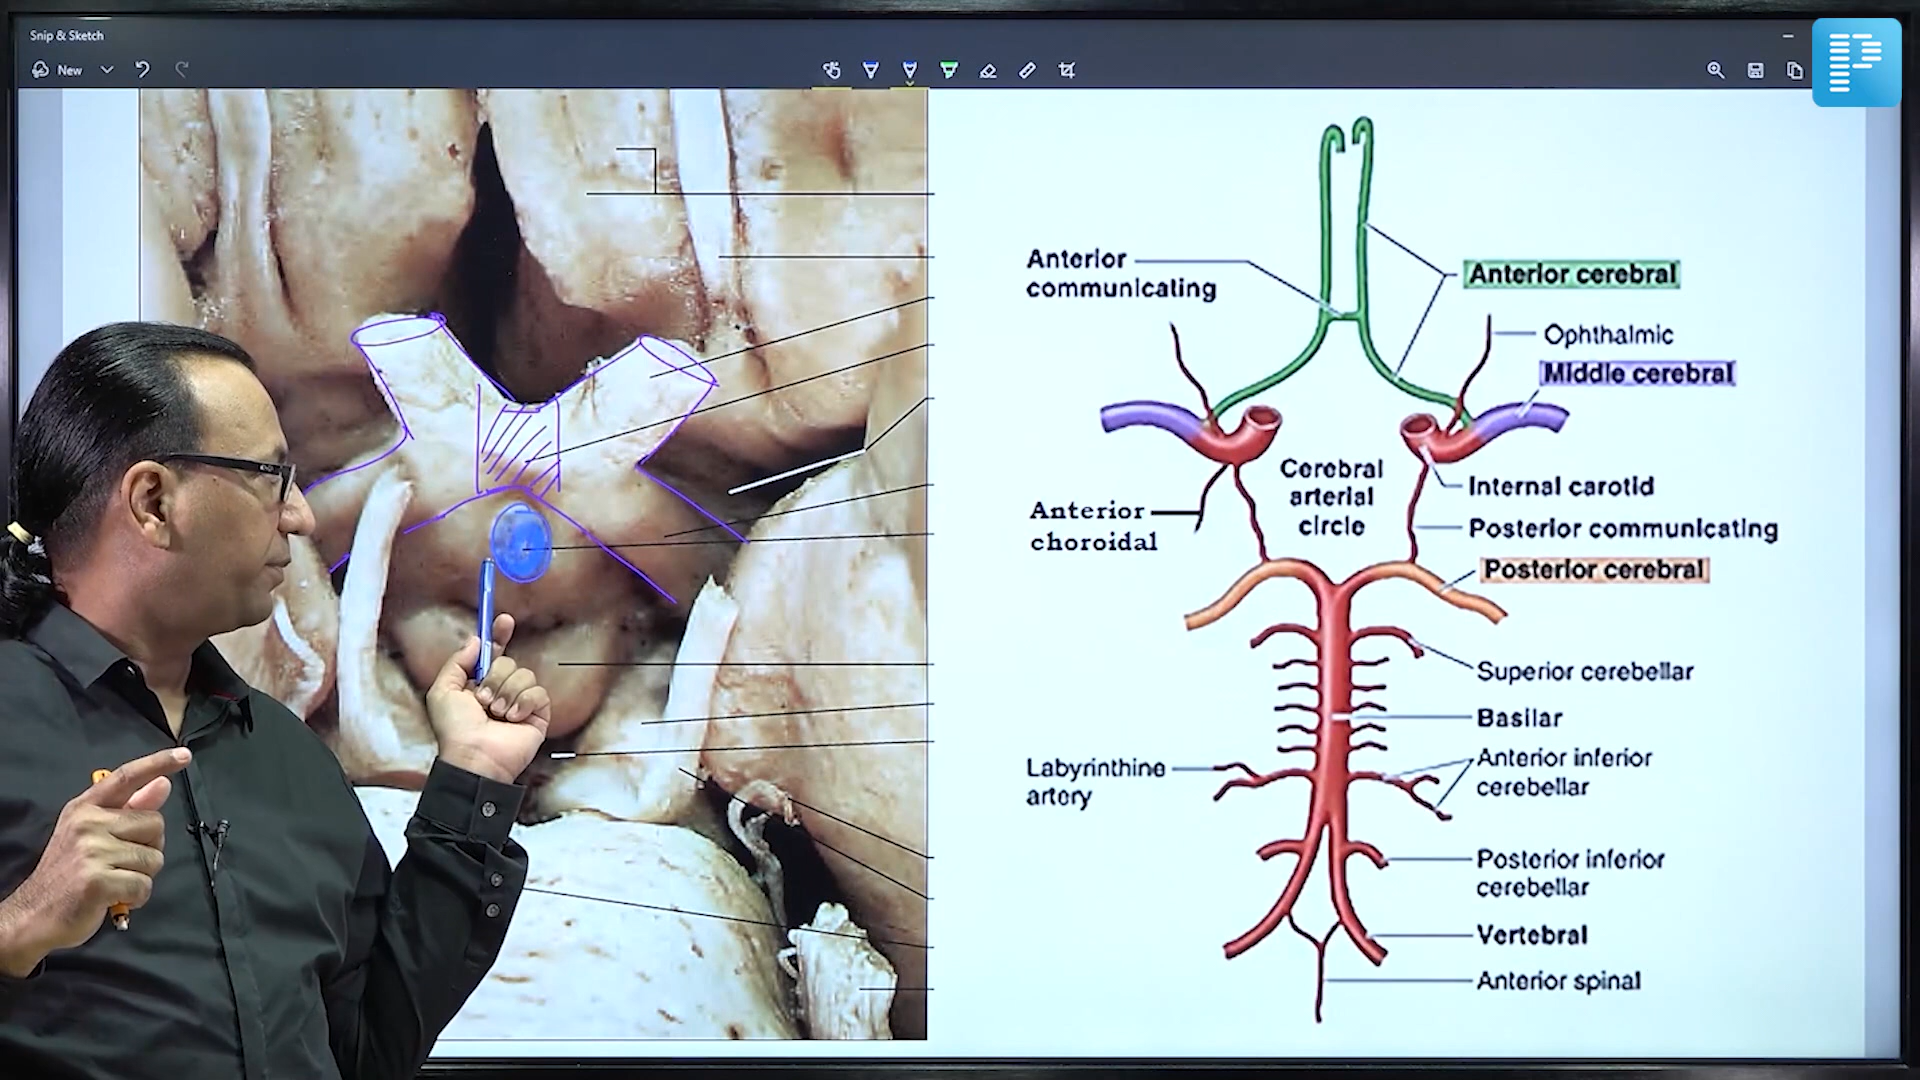 Snip & Sketch
New
Anterior
communicating
Anterior cerebral
Ophthalmic
Middle cerebral
Cerebral
arterial
circle
Internal carotid
Anterior
choroidal
Posterior communicating
Posterior cerebral
Superior cerebellar
Basilar
Labyrinthine
artery
Anterior inferior
cerebellar
Posterior inferior
cerebellar
Vertebral
Anterior spinal